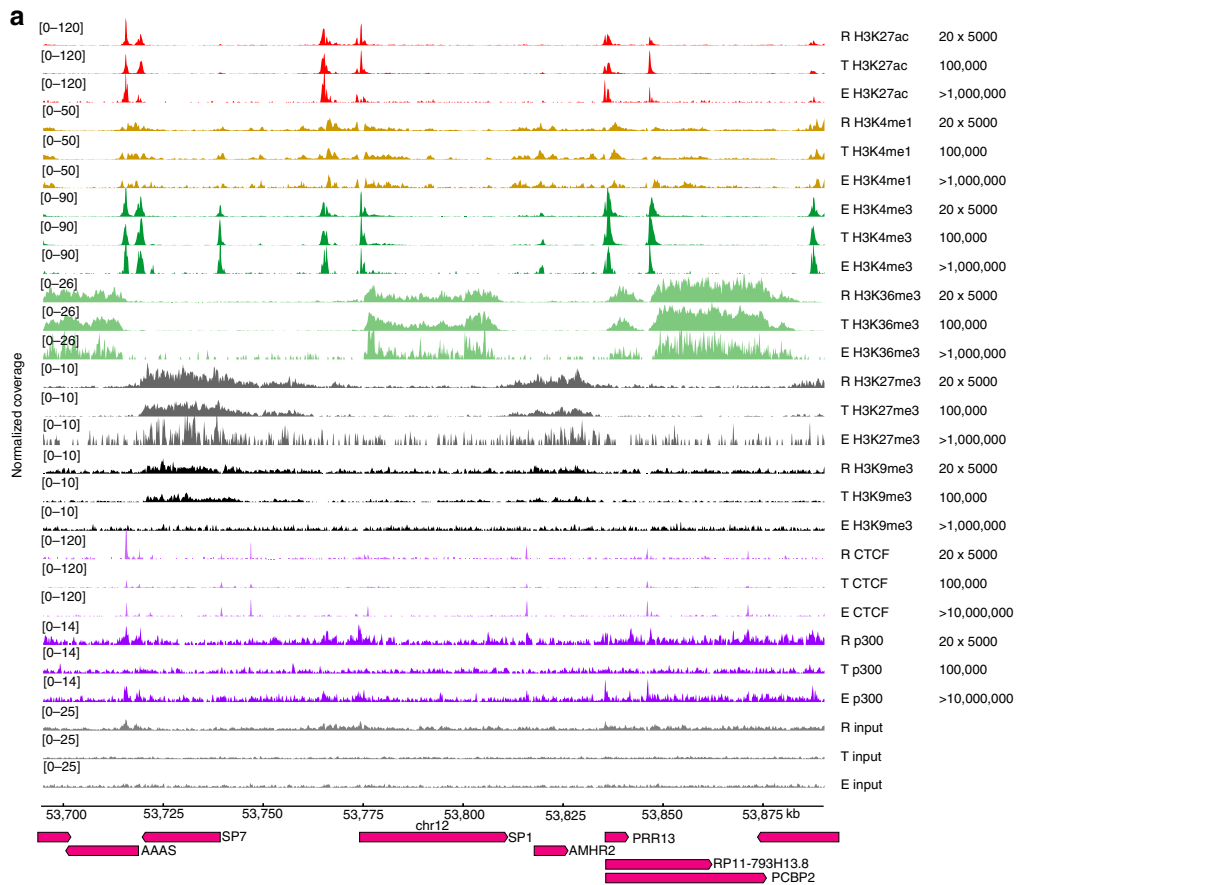 a
[0–120] R H3K27ac 20 x 5000
[0–120] T H3K27ac 100,000
[0–120] E H3K27ac >1,000,000
[0–50] R H3K4me1 20 x 5000
[0–50] T H3K4me1 100,000
[0–50] E H3K4me1 >1,000,000
[0–90] E H3K4me3 20 x 5000
[0–90] T H3K4me3 100,000
[0–90] E H3K4me3 >1,000,000
[0–26] R H3K36me3 20 x 5000
[0–26] T H3K36me3 100,000
[0–26] E H3K36me3 >1,000,000
[0–10] R H3K27me3 20 x 5000
[0–10] T H3K27me3 100,000
[0–10] E H3K27me3 >1,000,000
[0–10] R H3K9me3 20 x 5000
[0–10] T H3K9me3 100,000
[0–10] E H3K9me3 >1,000,000
[0–120] R CTCF 20 x 5000
[0–120] T CTCF 100,000
[0–120] E CTCF >10,000,000
[0–14] R p300 20 x 5000
[0–14] T p300 100,000
[0–14] E p300 >10,000,000
[0–25] R input
[0–25] T input
[0–25] E input
Normalized coverage
53,700 53,725 53,750 53,775 53,800 53,825 53,850 53,875 kb
chr12
SP7 SP1 PRR13
AAAS AMHR2
RP11-793H13.8
PCBP2